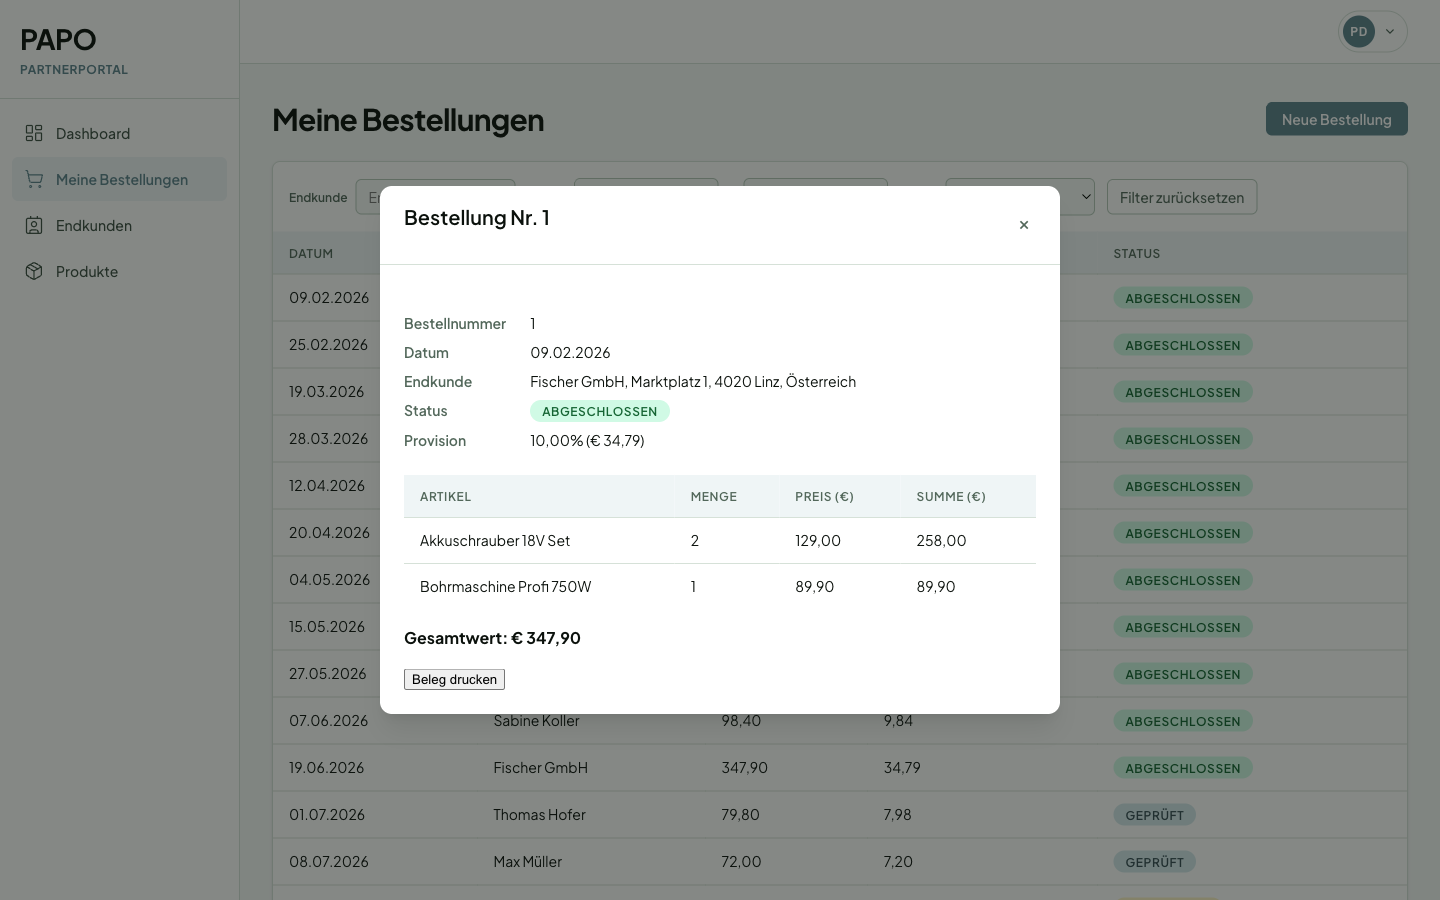 PAPO
PARTNERPORTAL
Dashboard
Meine Bestellungen
Endkunden
Produkte
PD
Meine Bestellungen
Neue Bestellung
Endkunde
Filter zurücksetzen
DATUM STATUS
09.02.2026 ABGESCHLOSSEN
25.02.2026 ABGESCHLOSSEN
19.03.2026 ABGESCHLOSSEN
28.03.2026 ABGESCHLOSSEN
12.04.2026 ABGESCHLOSSEN
20.04.2026 ABGESCHLOSSEN
04.05.2026 ABGESCHLOSSEN
15.05.2026 ABGESCHLOSSEN
27.05.2026 ABGESCHLOSSEN
07.06.2026 Sabine Koller 98,40 9,84 ABGESCHLOSSEN
19.06.2026 Fischer GmbH 347,90 34,79 ABGESCHLOSSEN
01.07.2026 Thomas Hofer 79,80 7,98 GEPRÜFT
08.07.2026 Max Müller 72,00 7,20 GEPRÜFT
Bestellung Nr. 1
×
Bestellnummer 1
Datum 09.02.2026
Endkunde Fischer GmbH, Marktplatz 1, 4020 Linz, Österreich
Status ABGESCHLOSSEN
Provision 10,00% (€ 34,79)
ARTIKEL MENGE PREIS (€) SUMME (€)
Akkuschrauber 18V Set 2 129,00 258,00
Bohrmaschine Profi 750W 1 89,90 89,90
Gesamtwert: € 347,90
Beleg drucken